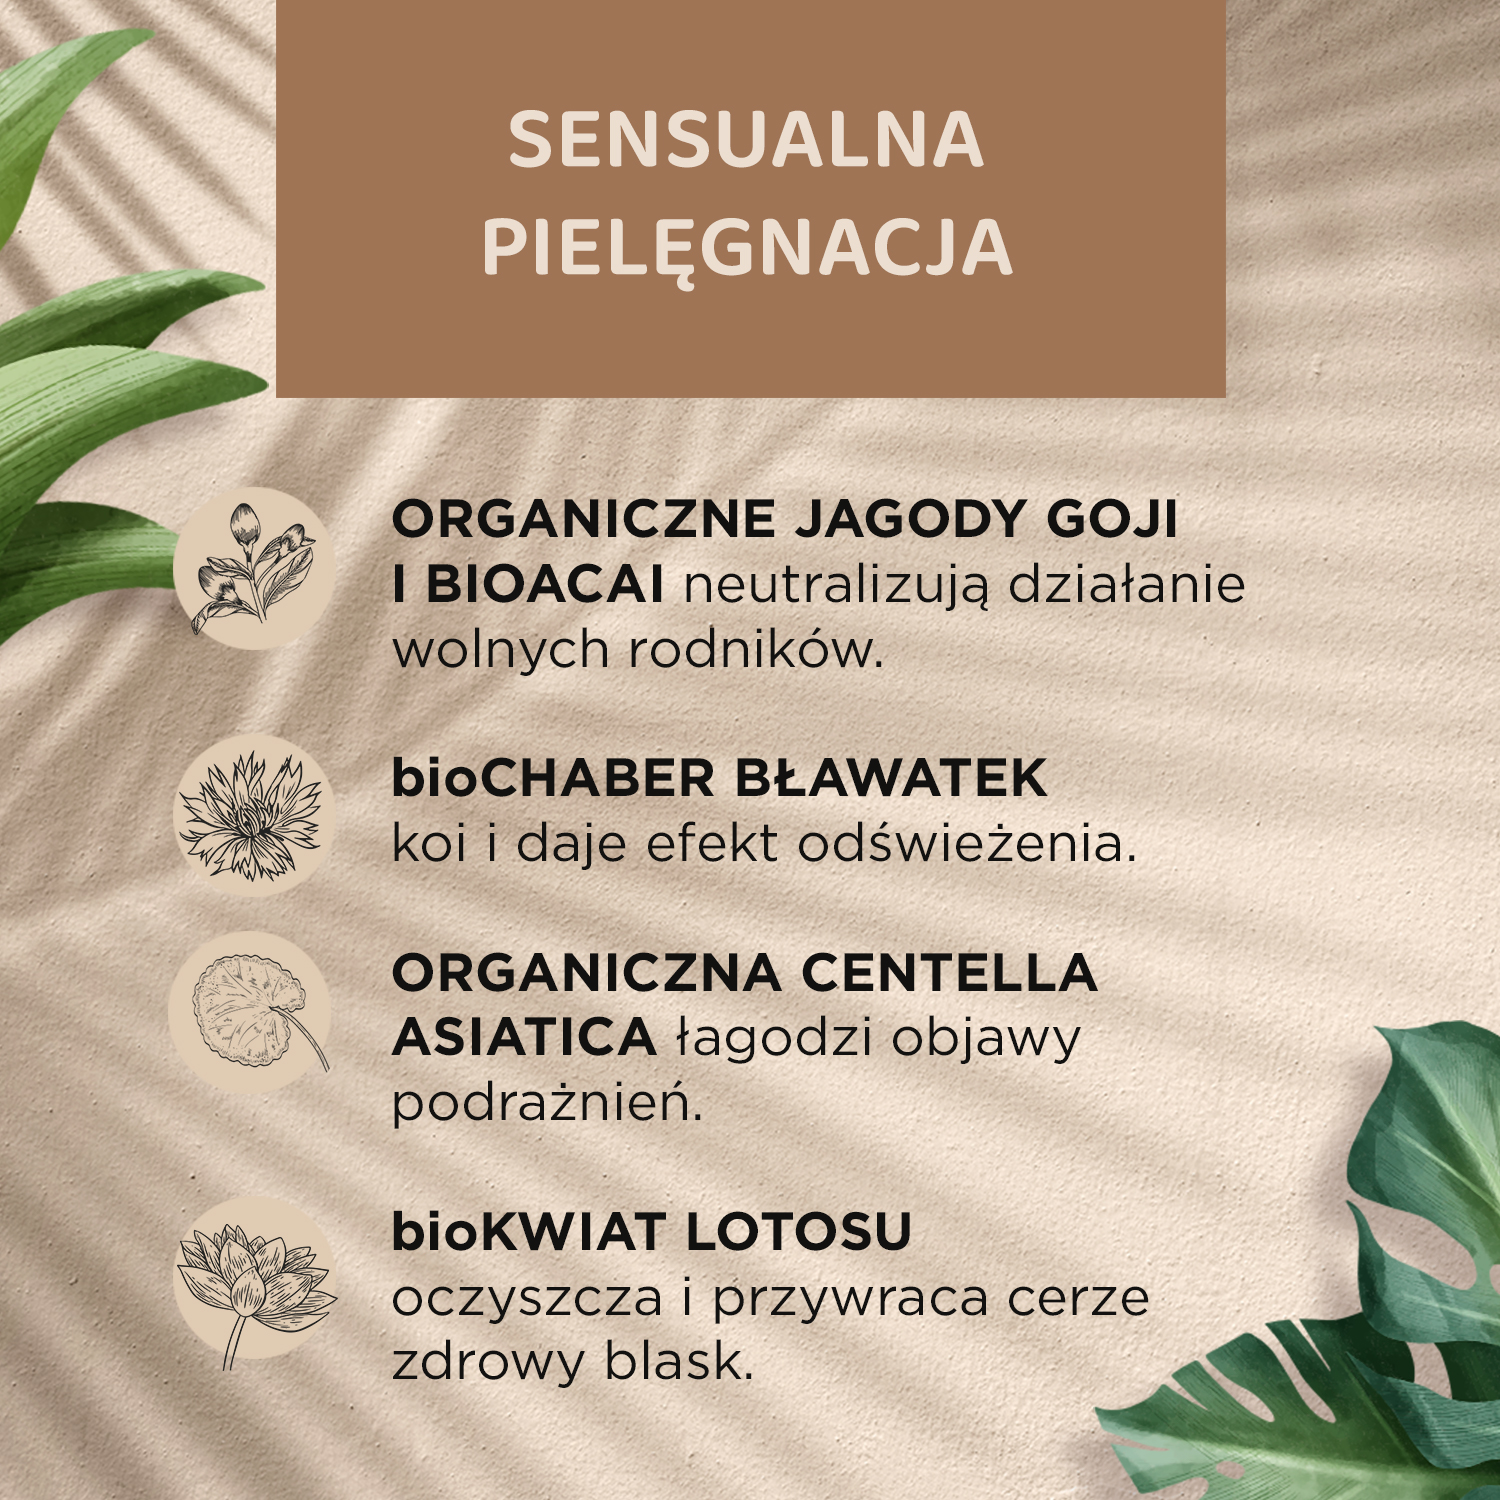 SENSUALNA
PIELĘGNACJA
ORGANICZNE JAGODY GOJI
I BIOACAI neutralizują działanie
wolnych rodników.
bioCHABER BŁAWATEK
koi i daje efekt odświeżenia.
ORGANICZNA CENTELLA
ASIATICA łagodzi objawy
podrażnień.
bioKWIAT LOTOSU
oczyszcza i przywraca cerze
zdrowy blask.